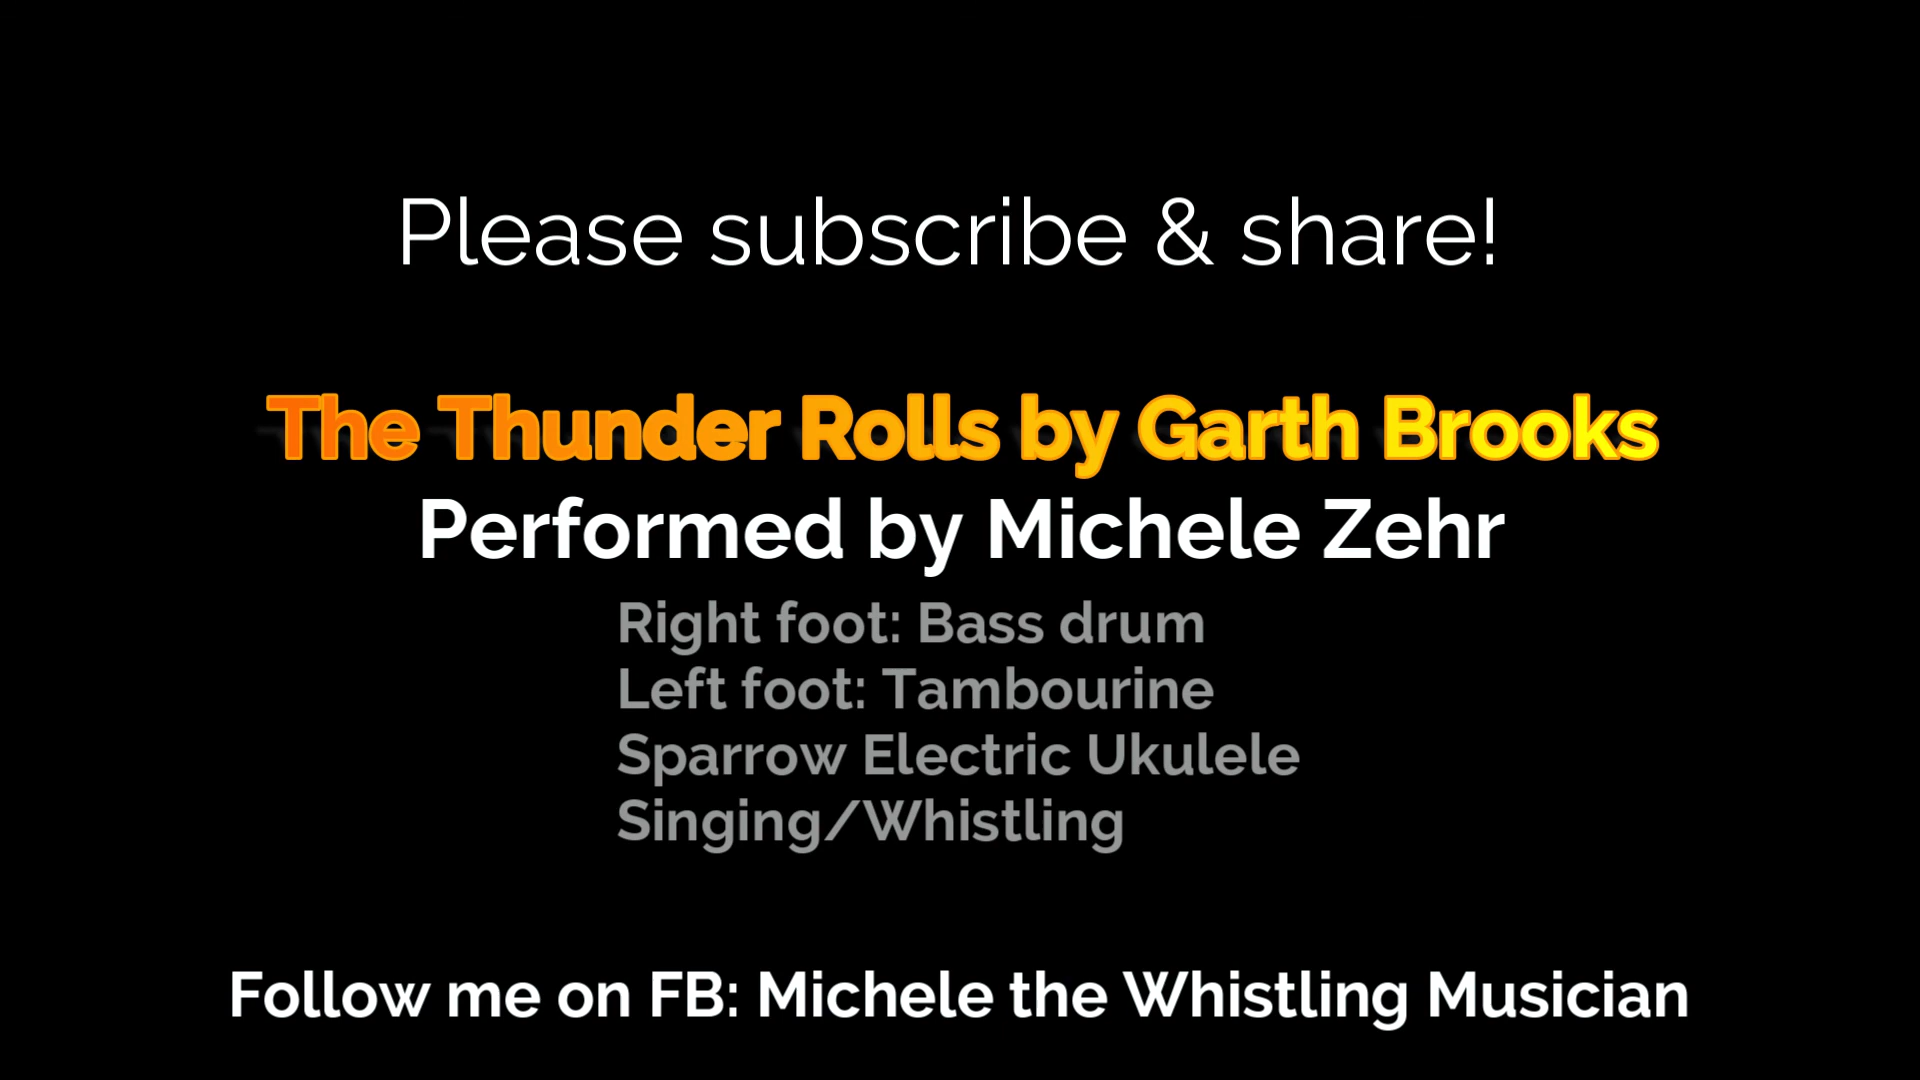 Please subscribe & share!
The Thunder Rolls by Garth Brooks
Performed by Michele Zehr
Right foot: Bass drum
Left foot: Tambourine
Sparrow Electric Ukulele
Singing/Whistling
Follow me on FB: Michele the Whistling Musician